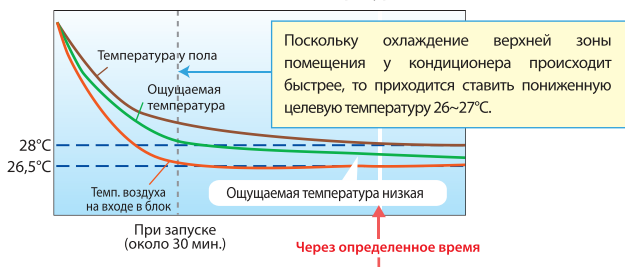 Температура у пола
Ощущаемая
температура
Поскольку охлаждение верхней зоны
помещения у кондиционера происходит
быстрее, то приходится ставить пониженную
целевую температуру 26~27°C.
28°C
26,5°C
Темп. воздуха
на входе в блок
Ощущаемая температура низкая
При запуске
(около 30 мин.)
Через определенное время